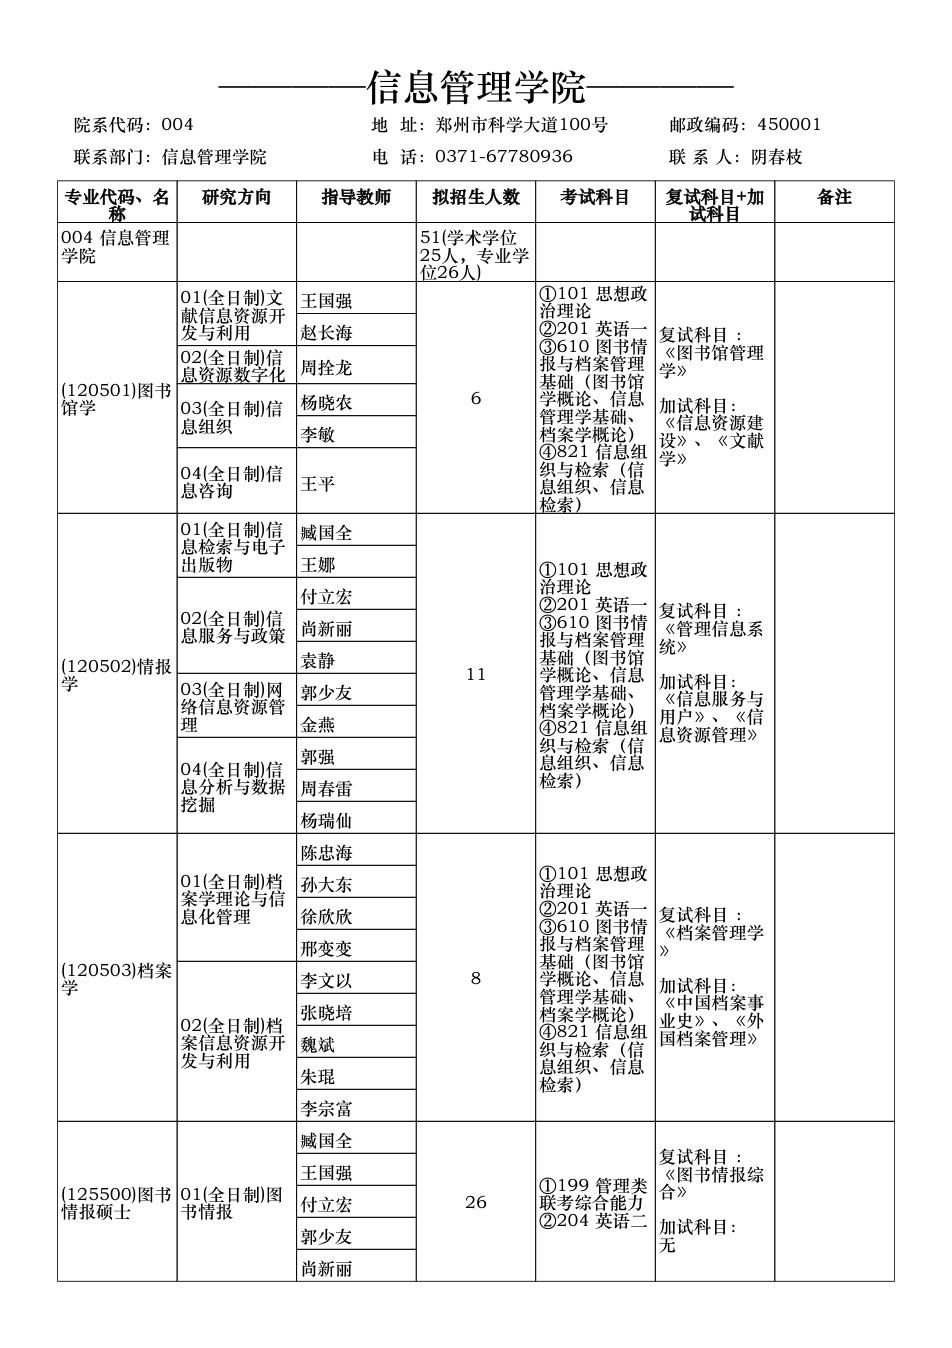 ————信息管理学院————
院系代码：004 地 址：郑州市科学大道100号 邮政编码：450001
联系部门：信息管理学院 电 话：0371-67780936 联 系 人：阴春枝
专业代码、名
称
研究方向
指导教师
拟招生人数
考试科目
复试科目+加
试科目
备注
004 信息管理
学院
51(学术学位
25人，专业学
位26人)
(120501)图书
馆学
01(全日制)文
献信息资源开
发与利用
王国强
赵长海
02(全日制)信
息资源数字化
周拴龙
03(全日制)信
息组织
杨晓农
李敏
04(全日制)信
息咨询
王平
6
①101 思想政
治理论
②201 英语一
③610 图书情
报与档案管理
基础（图书馆
学概论、信息
管理学基础、
档案学概论）
④821 信息组
织与检索（信
息组织、信息
检索）
复试科目：
《图书馆管理
学》
加试科目：
《信息资源建
设》、《文献
学》
(120502)情报
学
01(全日制)信
息检索与电子
出版物
臧国全
王娜
02(全日制)信
息服务与政策
付立宏
尚新丽
袁静
03(全日制)网
络信息资源管
理
郭少友
金燕
04(全日制)信
息分析与数据
挖掘
郭强
周春雷
杨瑞仙
11
①101 思想政
治理论
②201 英语一
③610 图书情
报与档案管理
基础（图书馆
学概论、信息
管理学基础、
档案学概论）
④821 信息组
织与检索（信
息组织、信息
检索）
复试科目：
《管理信息系
统》
加试科目：
《信息服务与
用户》、《信
息资源管理》
(120503)档案
学
01(全日制)档
案学理论与信
息化管理
陈忠海
孙大东
徐欣欣
邢变变
02(全日制)档
案信息资源开
发与利用
李文以
张晓培
魏斌
朱琨
李宗富
8
①101 思想政
治理论
②201 英语一
③610 图书情
报与档案管理
基础（图书馆
学概论、信息
管理学基础、
档案学概论）
④821 信息组
织与检索（信
息组织、信息
检索）
复试科目：
《档案管理学
》
加试科目：
《中国档案事
业史》、《外
国档案管理》
(125500)图书
情报硕士
01(全日制)图
书情报
臧国全
王国强
付立宏
郭少友
尚新丽
26
①199 管理类
联考综合能力
②204 英语二
复试科目：
《图书情报综
合》
加试科目：
无